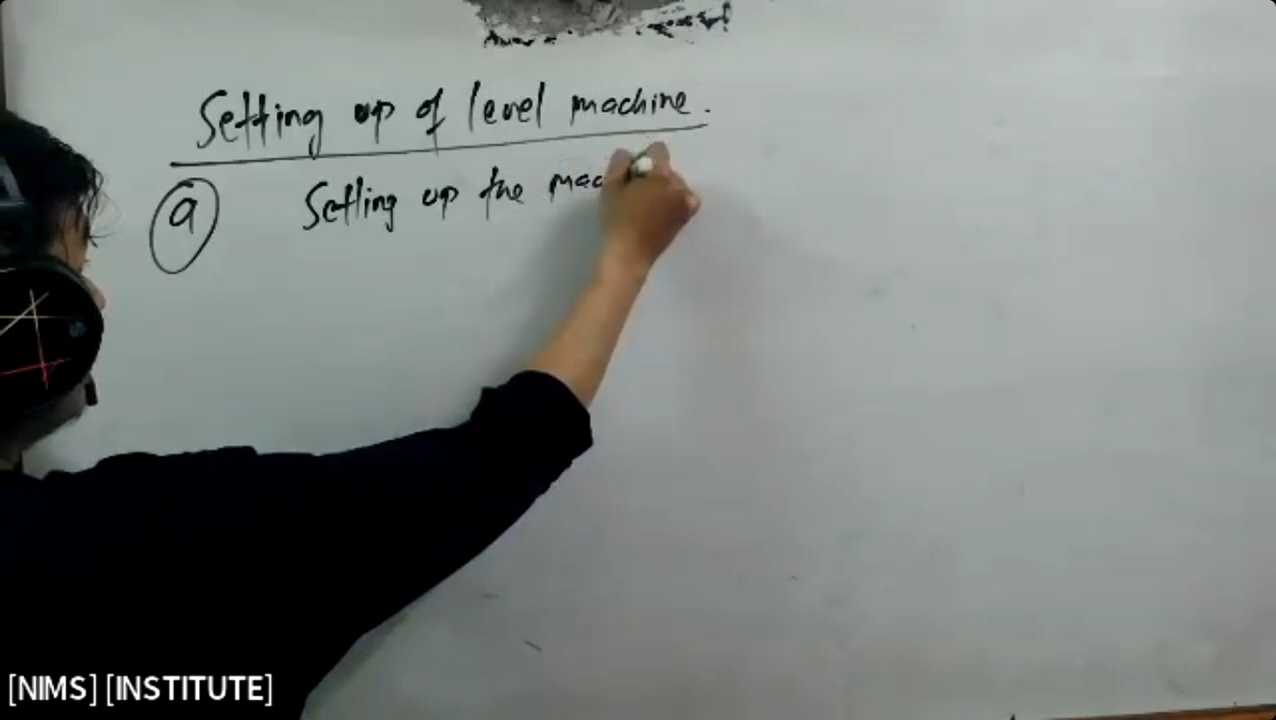 Setting up of level machine.
a Setting up the mac
[NIMS] [INSTITUTE]